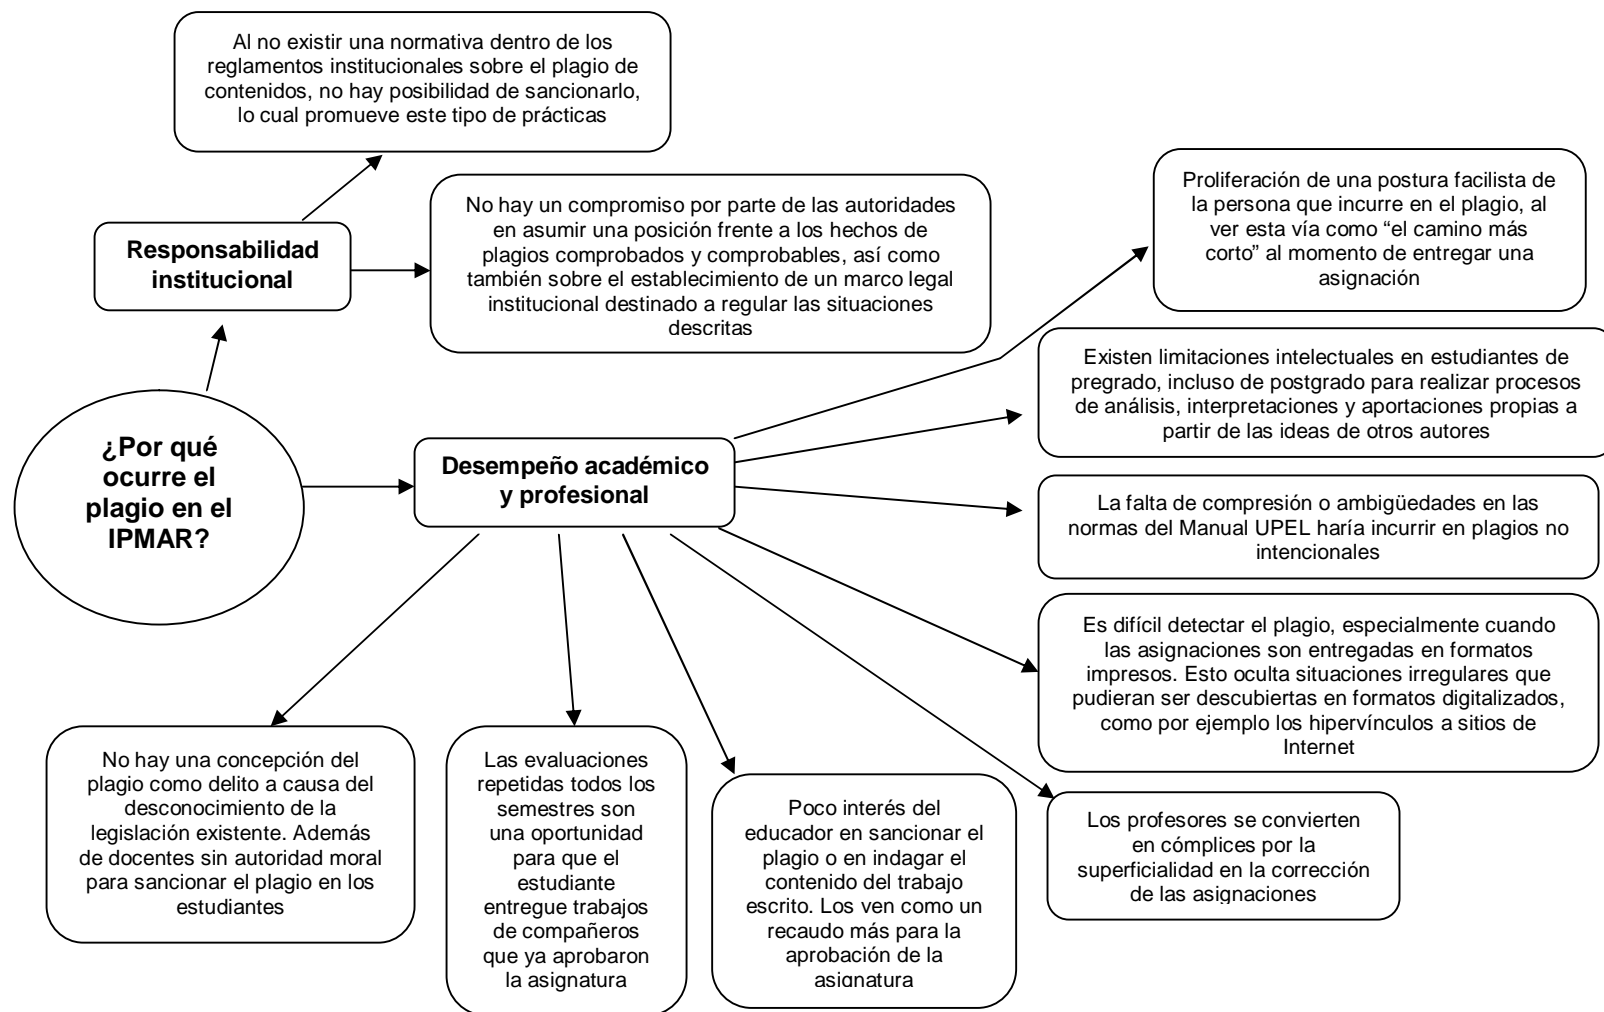 Al no existir una normativa dentro de los
reglamentos institucionales sobre el plagio de
contenidos, no hay posibilidad de sancionarlo,
lo cual promueve este tipo de prácticas
No hay un compromiso por parte de las autoridades
en asumir una posición frente a los hechos de
plagios comprobados y comprobables, así como
también sobre el establecimiento de un marco legal
institucional destinado a regular las situaciones
descritas
Responsabilidad
institucional
Proliferación de una postura facilista de
la persona que incurre en el plagio, al
ver esta vía como “el camino más
corto” al momento de entregar una
asignación
Existen limitaciones intelectuales en estudiantes de
pregrado, incluso de postgrado para realizar procesos
de análisis, interpretaciones y aportaciones propias a
partir de las ideas de otros autores
¿Por qué
ocurre el
plagio en el
IPMAR?
Desempeño académico
y profesional
La falta de compresión o ambigüedades en las
normas del Manual UPEL haría incurrir en plagios no
intencionales
Es difícil detectar el plagio, especialmente cuando
las asignaciones son entregadas en formatos
impresos. Esto oculta situaciones irregulares que
pudieran ser descubiertas en formatos digitalizados,
como por ejemplo los hipervínculos a sitios de
Internet
No hay una concepción del
plagio como delito a causa del
desconocimiento de la
legislación existente. Además
de docentes sin autoridad moral
para sancionar el plagio en los
estudiantes
Las evaluaciones
repetidas todos los
semestres son
una oportunidad
para que el
estudiante
entregue trabajos
de compañeros
que ya aprobaron
la asignatura
Poco interés del
educador en sancionar el
plagio o en indagar el
contenido del trabajo
escrito. Los ven como un
recaudo más para la
aprobación de la
asignatura
Los profesores se convierten
en cómplices por la
superficialidad en la corrección
de las asignaciones